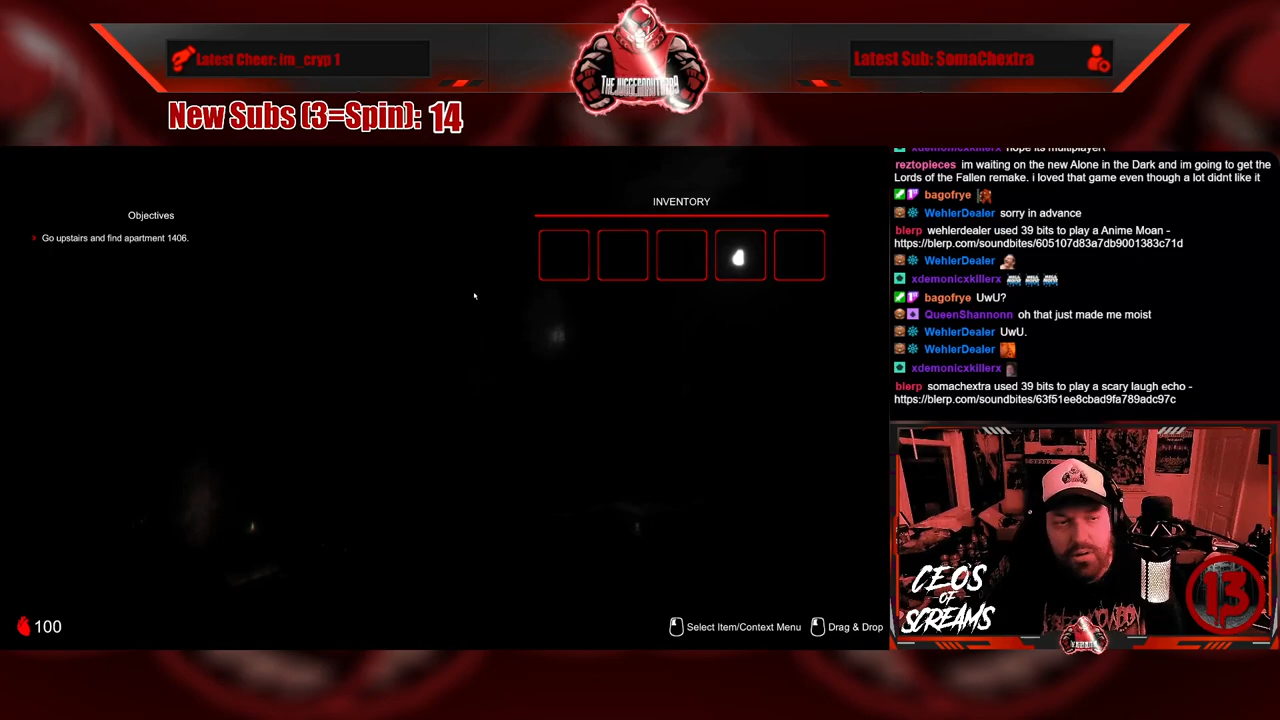 Latest Cheer: im_cryp 1
THEJUGGERNAUT089
Latest Sub: SomaChextra
New Subs (3=Spin): 14
Objectives
Go upstairs and find apartment 1406.
INVENTORY
100
Select Item/Context Menu
Drag & Drop
reztopieces im waiting on the new Alone in the Dark and im going to get the
Lords of the Fallen remake. i loved that game even though a lot didnt like it
bagofrye
WehlerDealer sorry in advance
blerp wehlerdealer used 39 bits to play a Anime Moan -
https://blerp.com/soundbites/605107d83a7db9001383c71d
WehlerDealer
xdemonicxkillerx
bagofrye UwU?
QueenShannonn oh that just made me moist
WehlerDealer UwU.
WehlerDealer
xdemonicxkillerx
blerp somachextra used 39 bits to play a scary laugh echo -
https://blerp.com/soundbites/63f51ee8cbad9fa789adc97c
CEOS
OF
SCREAMS
13